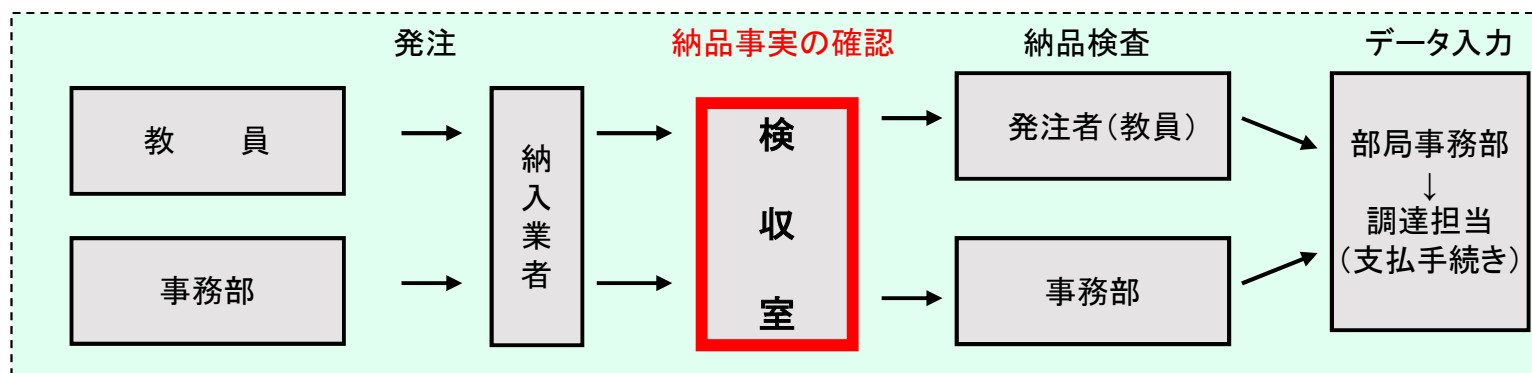 発注
納品事実の確認
納品検査
データ入力
教　　員
事務部
納入業者
検収室
発注者（教員）
事務部
部局事務部
↓
調達担当
（支払手続き）